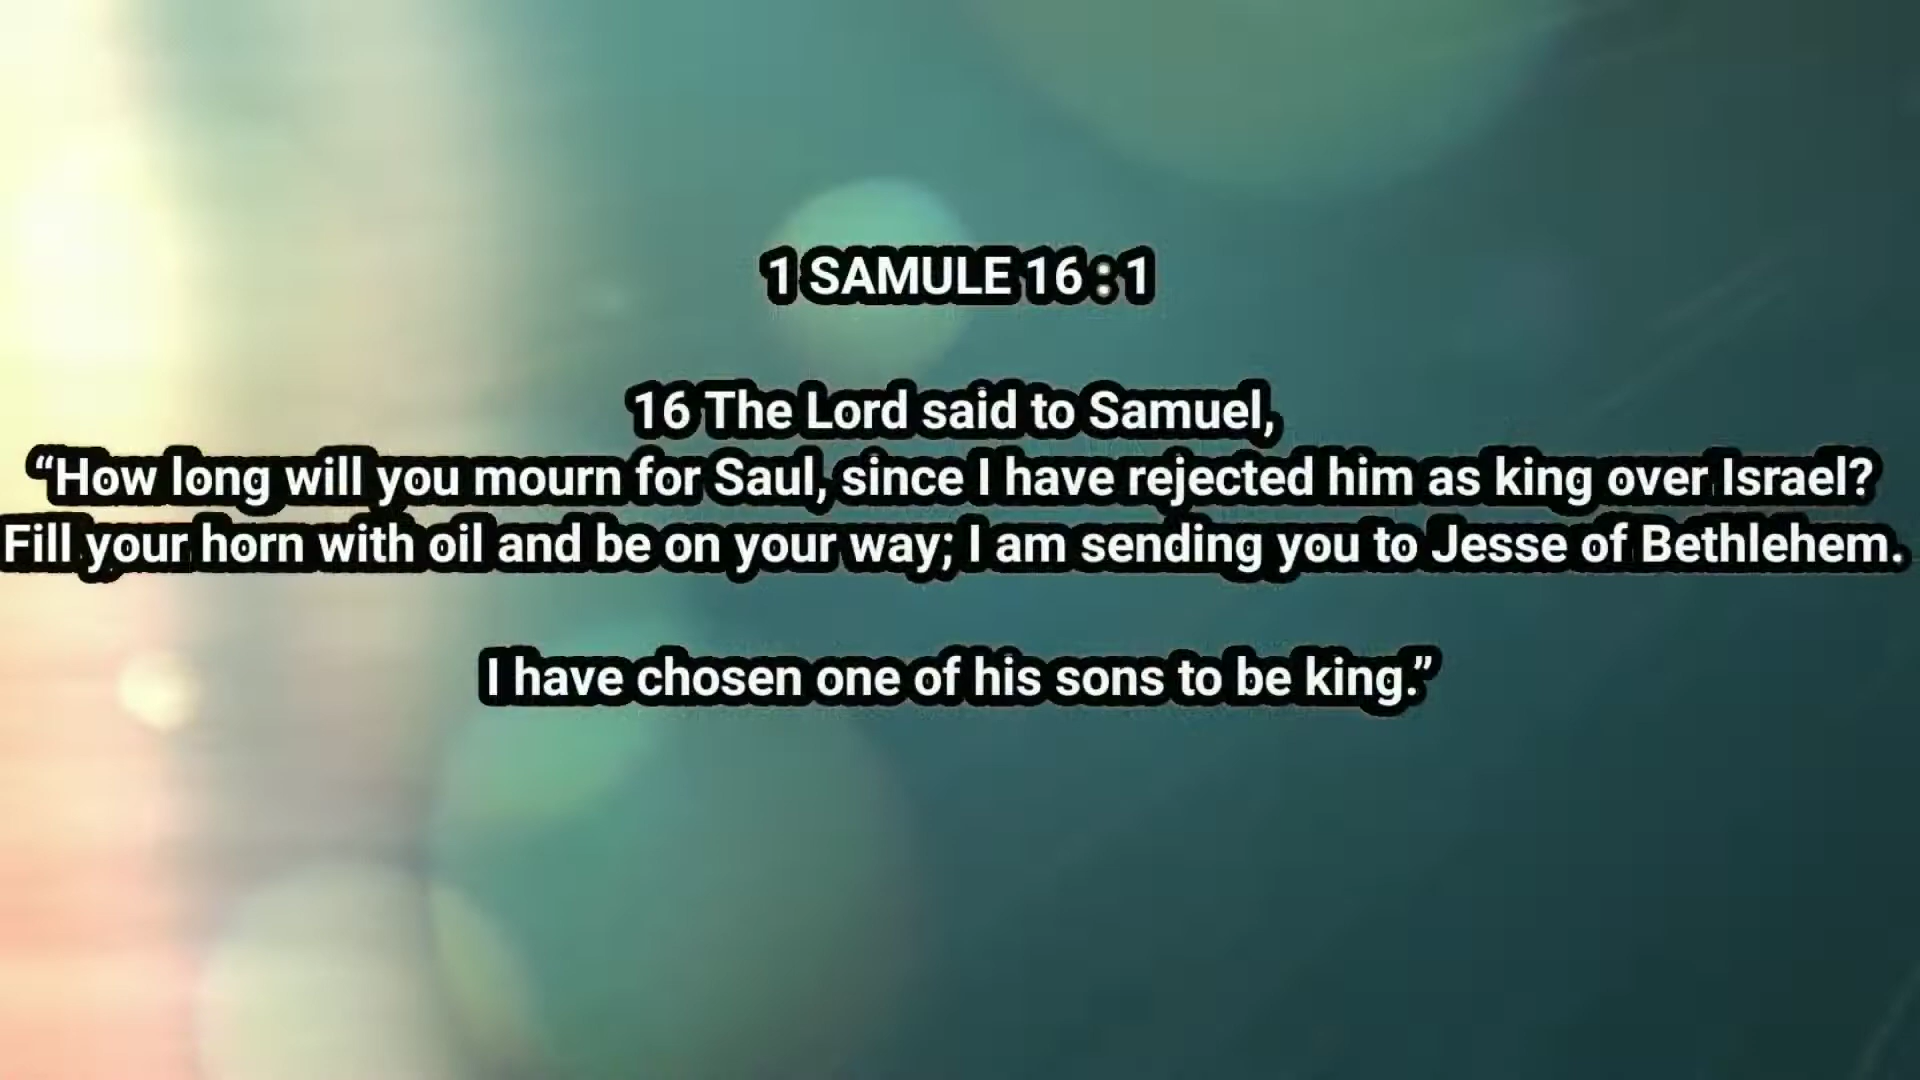 1 SAMULE 16 : 1
16 The Lord said to Samuel,
“How long will you mourn for Saul, since I have rejected him as king over Israel?
Fill your horn with oil and be on your way; I am sending you to Jesse of Bethlehem.
I have chosen one of his sons to be king.”